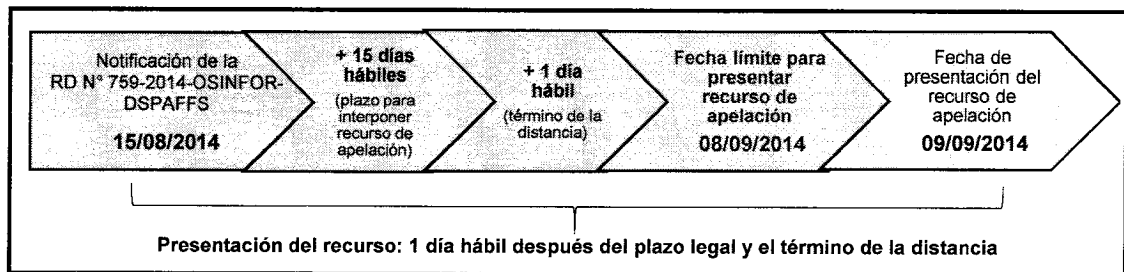 Notificación de la
RD N° 759-2014-OSINFOR-
DSPAFFS
15/08/2014
+ 15 días
hábiles
(plazo para
interponer
recurso de
apelación)
+ 1 día
hábil
(término de la
distancia)
Fecha límite para
presentar
recurso de
apelación
08/09/2014
Fecha de
presentación del
recurso de
apelación
09/09/2014
Presentación del recurso: 1 día hábil después del plazo legal y el término de la distancia